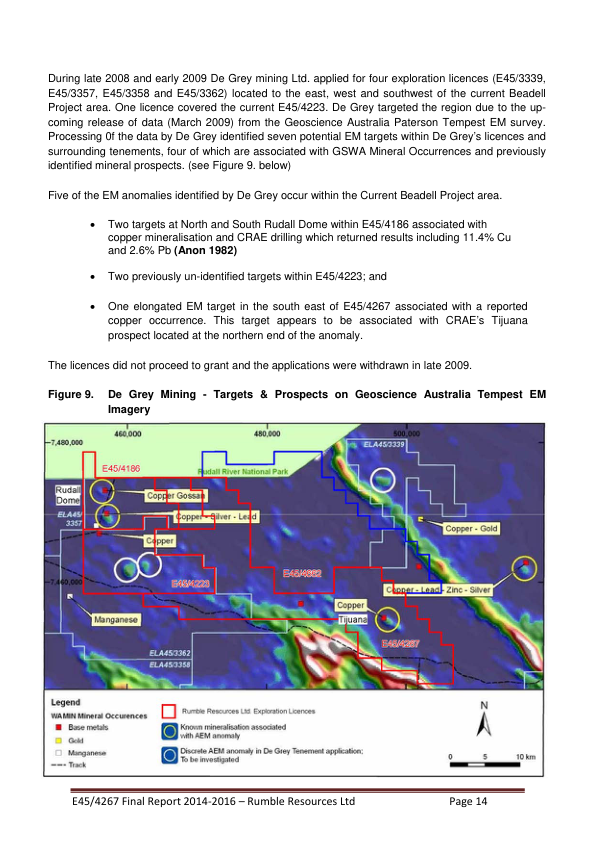 During late 2008 and early 2009 De Grey mining Ltd. applied for four exploration licences (E45/3339,
E45/3357, E45/3358 and E45/3362) located to the east, west and southwest of the current Beadell
Project area. One licence covered the current E45/4223. De Grey targeted the region due to the up-
coming release of data (March 2009) from the Geoscience Australia Paterson Tempest EM survey.
Processing 0f the data by De Grey identified seven potential EM targets within De Grey's licences and
surrounding tenements, four of which are associated with GSWA Mineral Occurrences and previously
identified mineral prospects. (see Figure 9. below)
Five of the EM anomalies identified by De Grey occur within the Current Beadell Project area.
• Two targets at North and South Rudall Dome within E45/4186 associated with
copper mineralisation and CRAE drilling which returned results including 11.4% Cu
and 2.6% Pb (Anon 1982)
• Two previously un-identified targets within E45/4223; and
• One elongated EM target in the south east of E45/4267 associated with a reported
copper occurrence. This target appears to be associated with CRAE's Tijuana
prospect located at the northern end of the anomaly.
The licences did not proceed to grant and the applications were withdrawn in late 2009.
Figure 9. De Grey Mining - Targets & Prospects on Geoscience Australia Tempest EM
Imagery
460,000
480,000
500,000
7,480,000
ELA45/3339
E45/4186
Rudall River National Park
Rudall
Dome
Copper Gossan
ELA45/
3357
Copper - Silver - Lead
Copper - Gold
Copper
7,460,000
E45/4223
E45/4362
Copper - Lead - Zinc - Silver
Manganese
Copper
Tijuana
E45/4267
ELA45/3362
ELA45/3358
Legend
WAMIN Mineral Occurences
Base metals
Gold
Manganese
Track
Rumble Resources Ltd. Exploration Licences
Known mineralisation associated
with AEM anomaly
Discrete AEM anomaly in De Grey Tenement application;
To be investigated
N
0 5 10 km
E45/4267 Final Report 2014-2016 – Rumble Resources Ltd Page 14